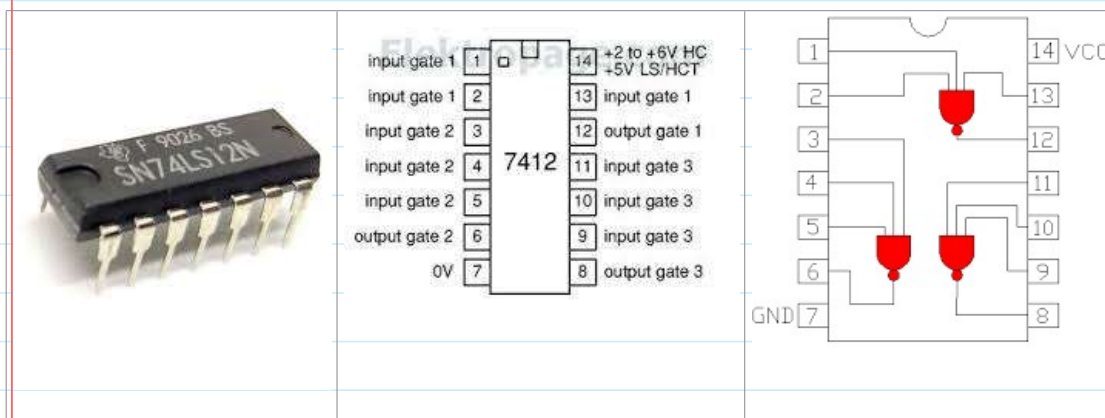 F 9026 BS
SN74LS12N
input gate 1 1
input gate 1 2
input gate 2 3
input gate 2 4
input gate 2 5
output gate 2 6
0V 7
7412
14 +2 to +6V HC
+5V LS/HCT
13 input gate 1
12 output gate 1
11 input gate 3
10 input gate 3
9 input gate 3
8 output gate 3
1
2
3
4
5
6
GND 7
14 VCC
13
12
11
10
9
8